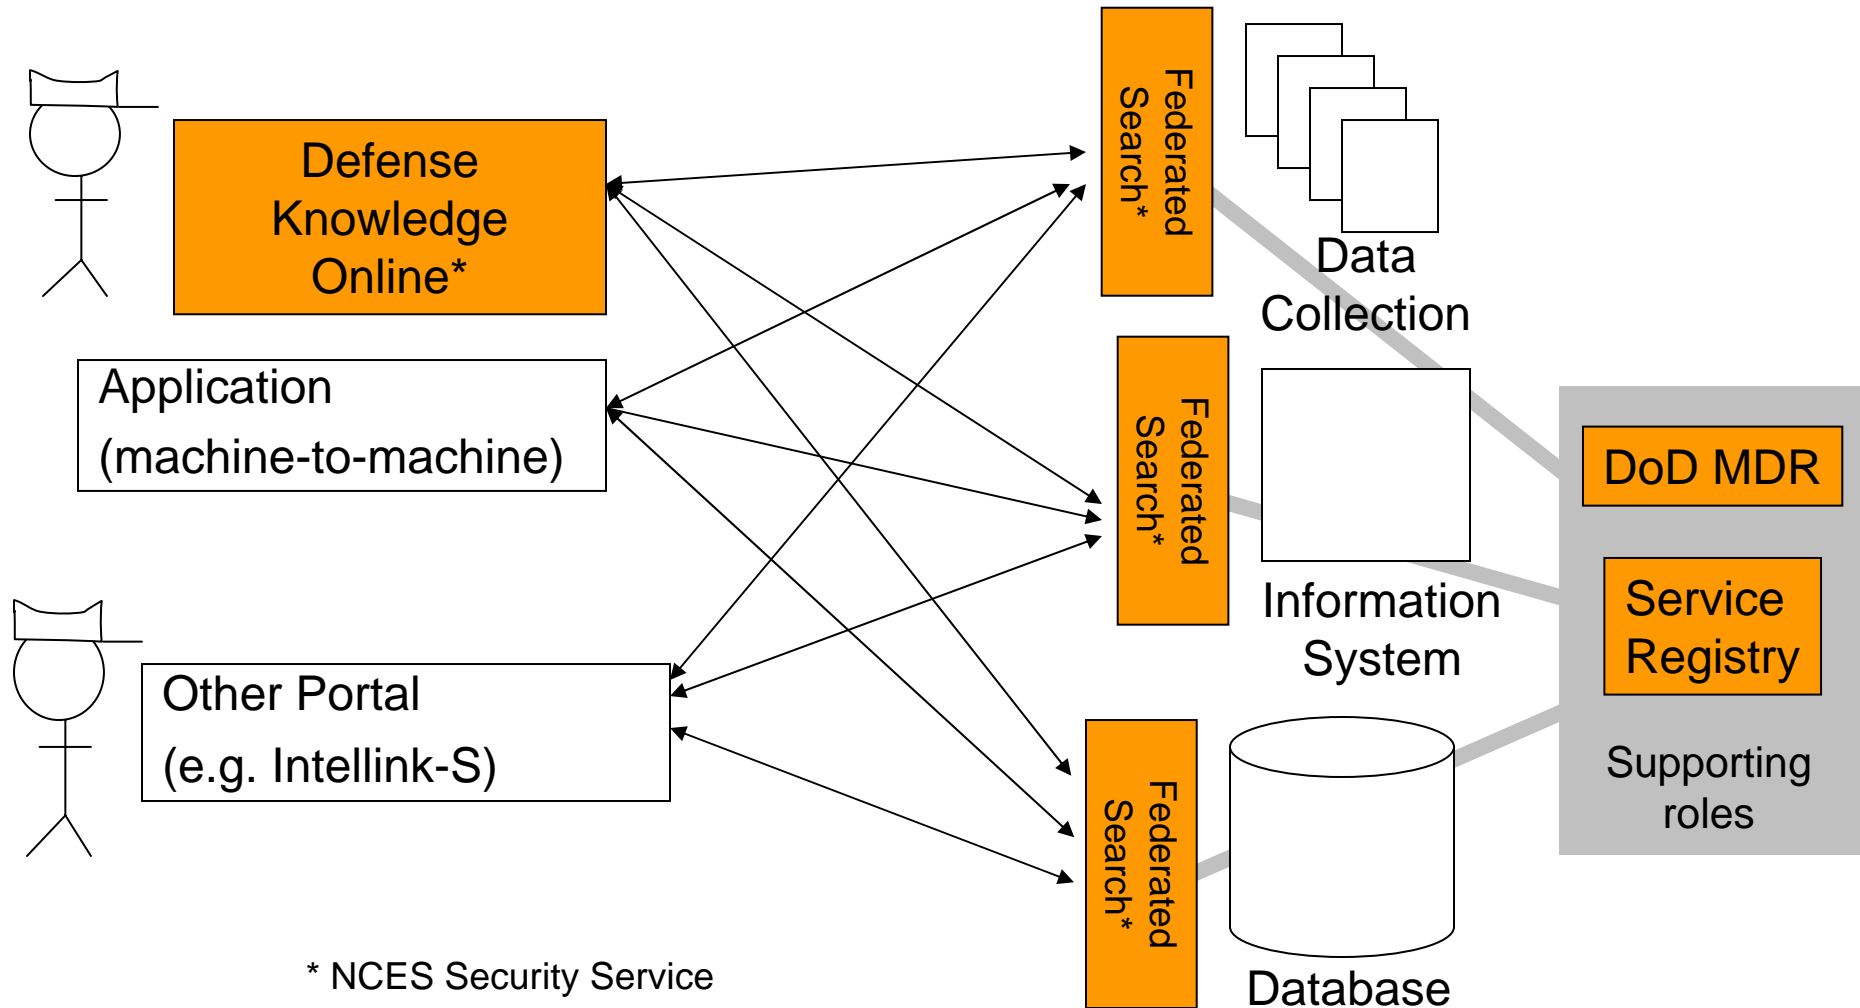 Defense
Knowledge
Online*
Application
(machine-to-machine)
Other Portal
(e.g. Intellink-S)
* NCES Security Service
Federated
Search*
Data
Collection
Federated
Search*
Information
System
Federated
Search*
Database
DoD MDR
Service
Registry
Supporting
roles